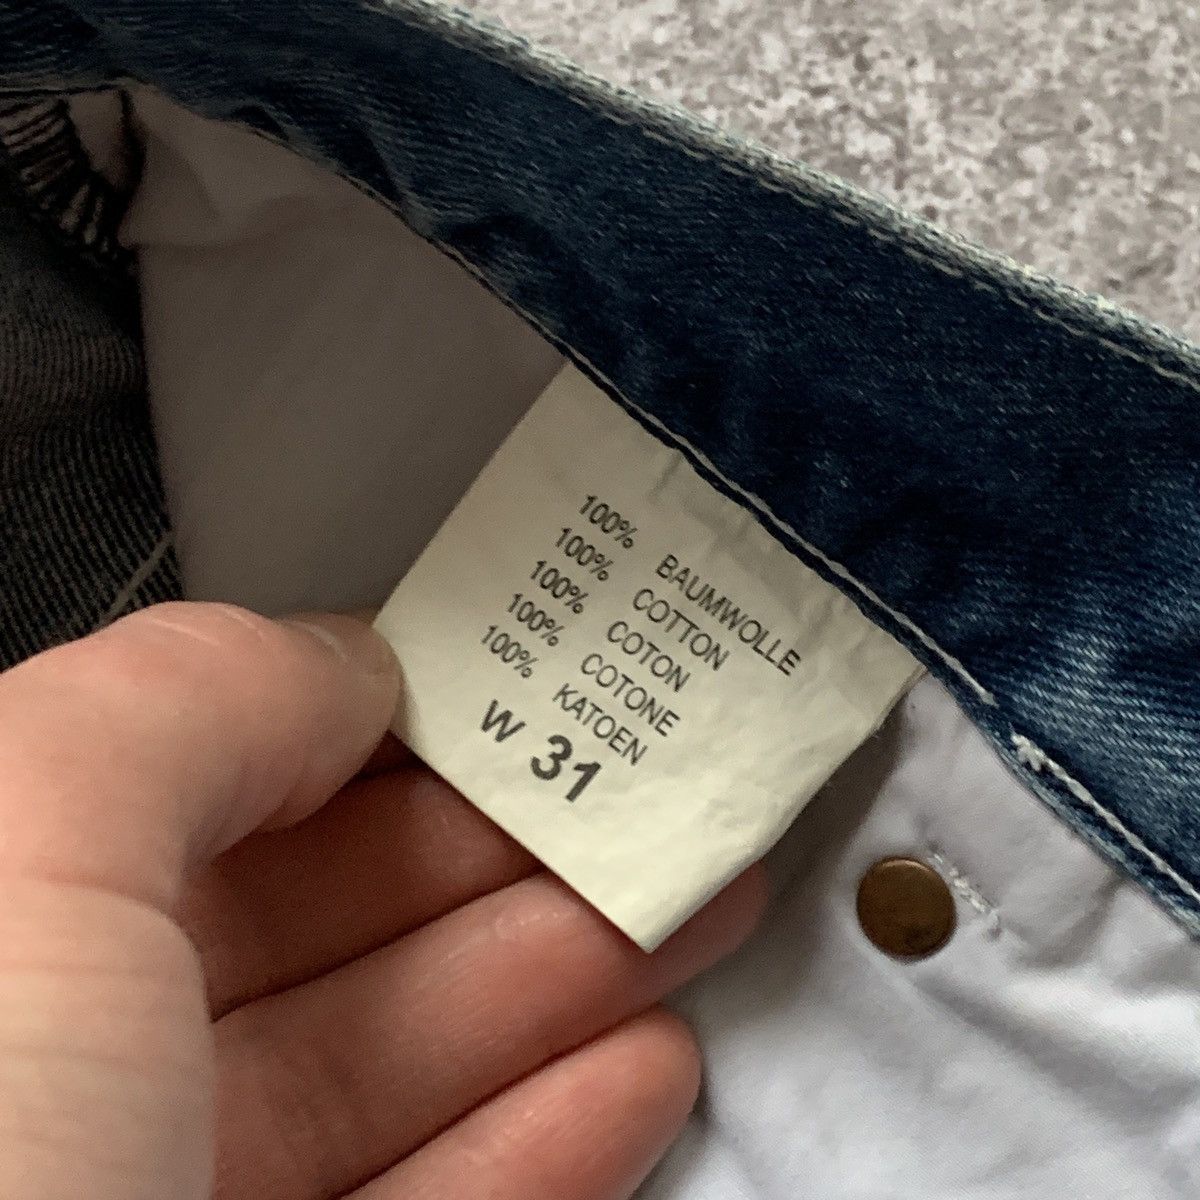 100% BAUMWOLLE
100% COTTON
100% COTON
100% COTONE
100% KATOEN
W 31